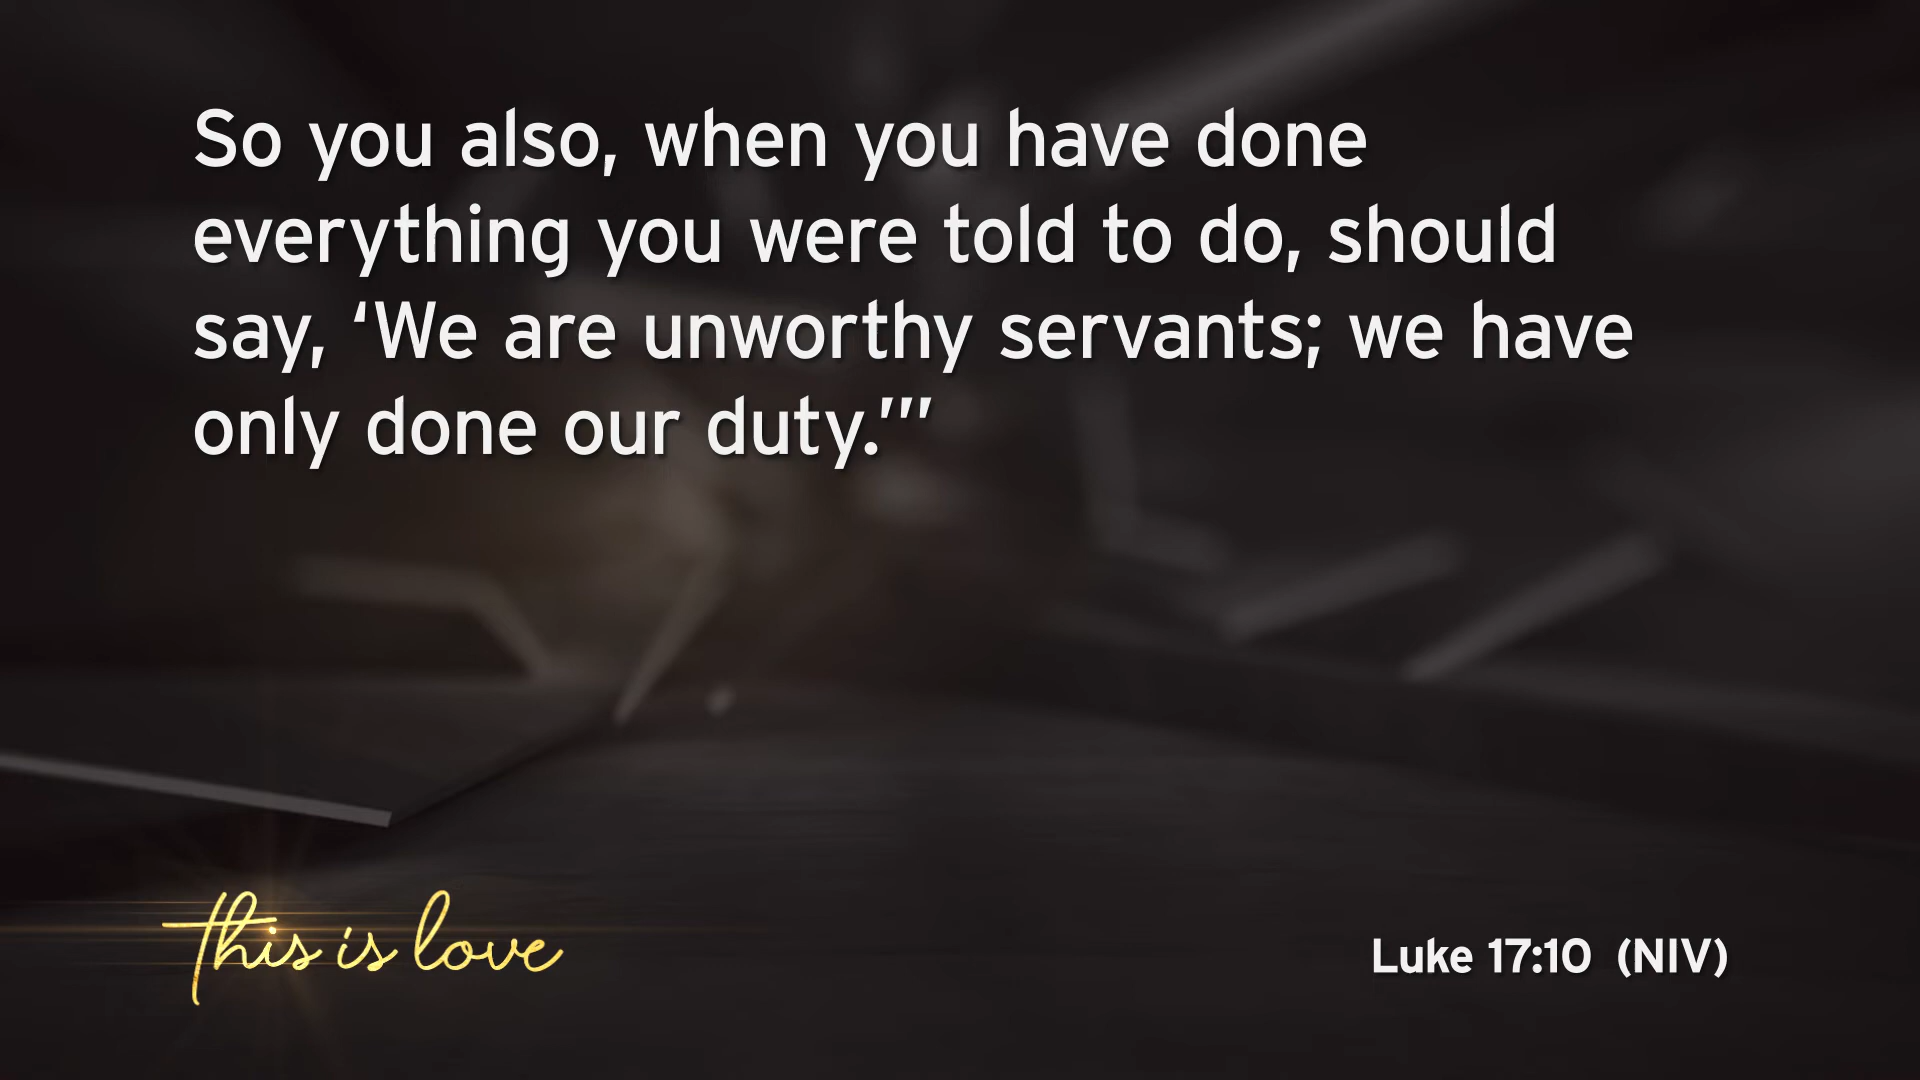 So you also, when you have done
everything you were told to do, should
say, ‘We are unworthy servants; we have
only done our duty.’”
this is love
Luke 17:10 (NIV)